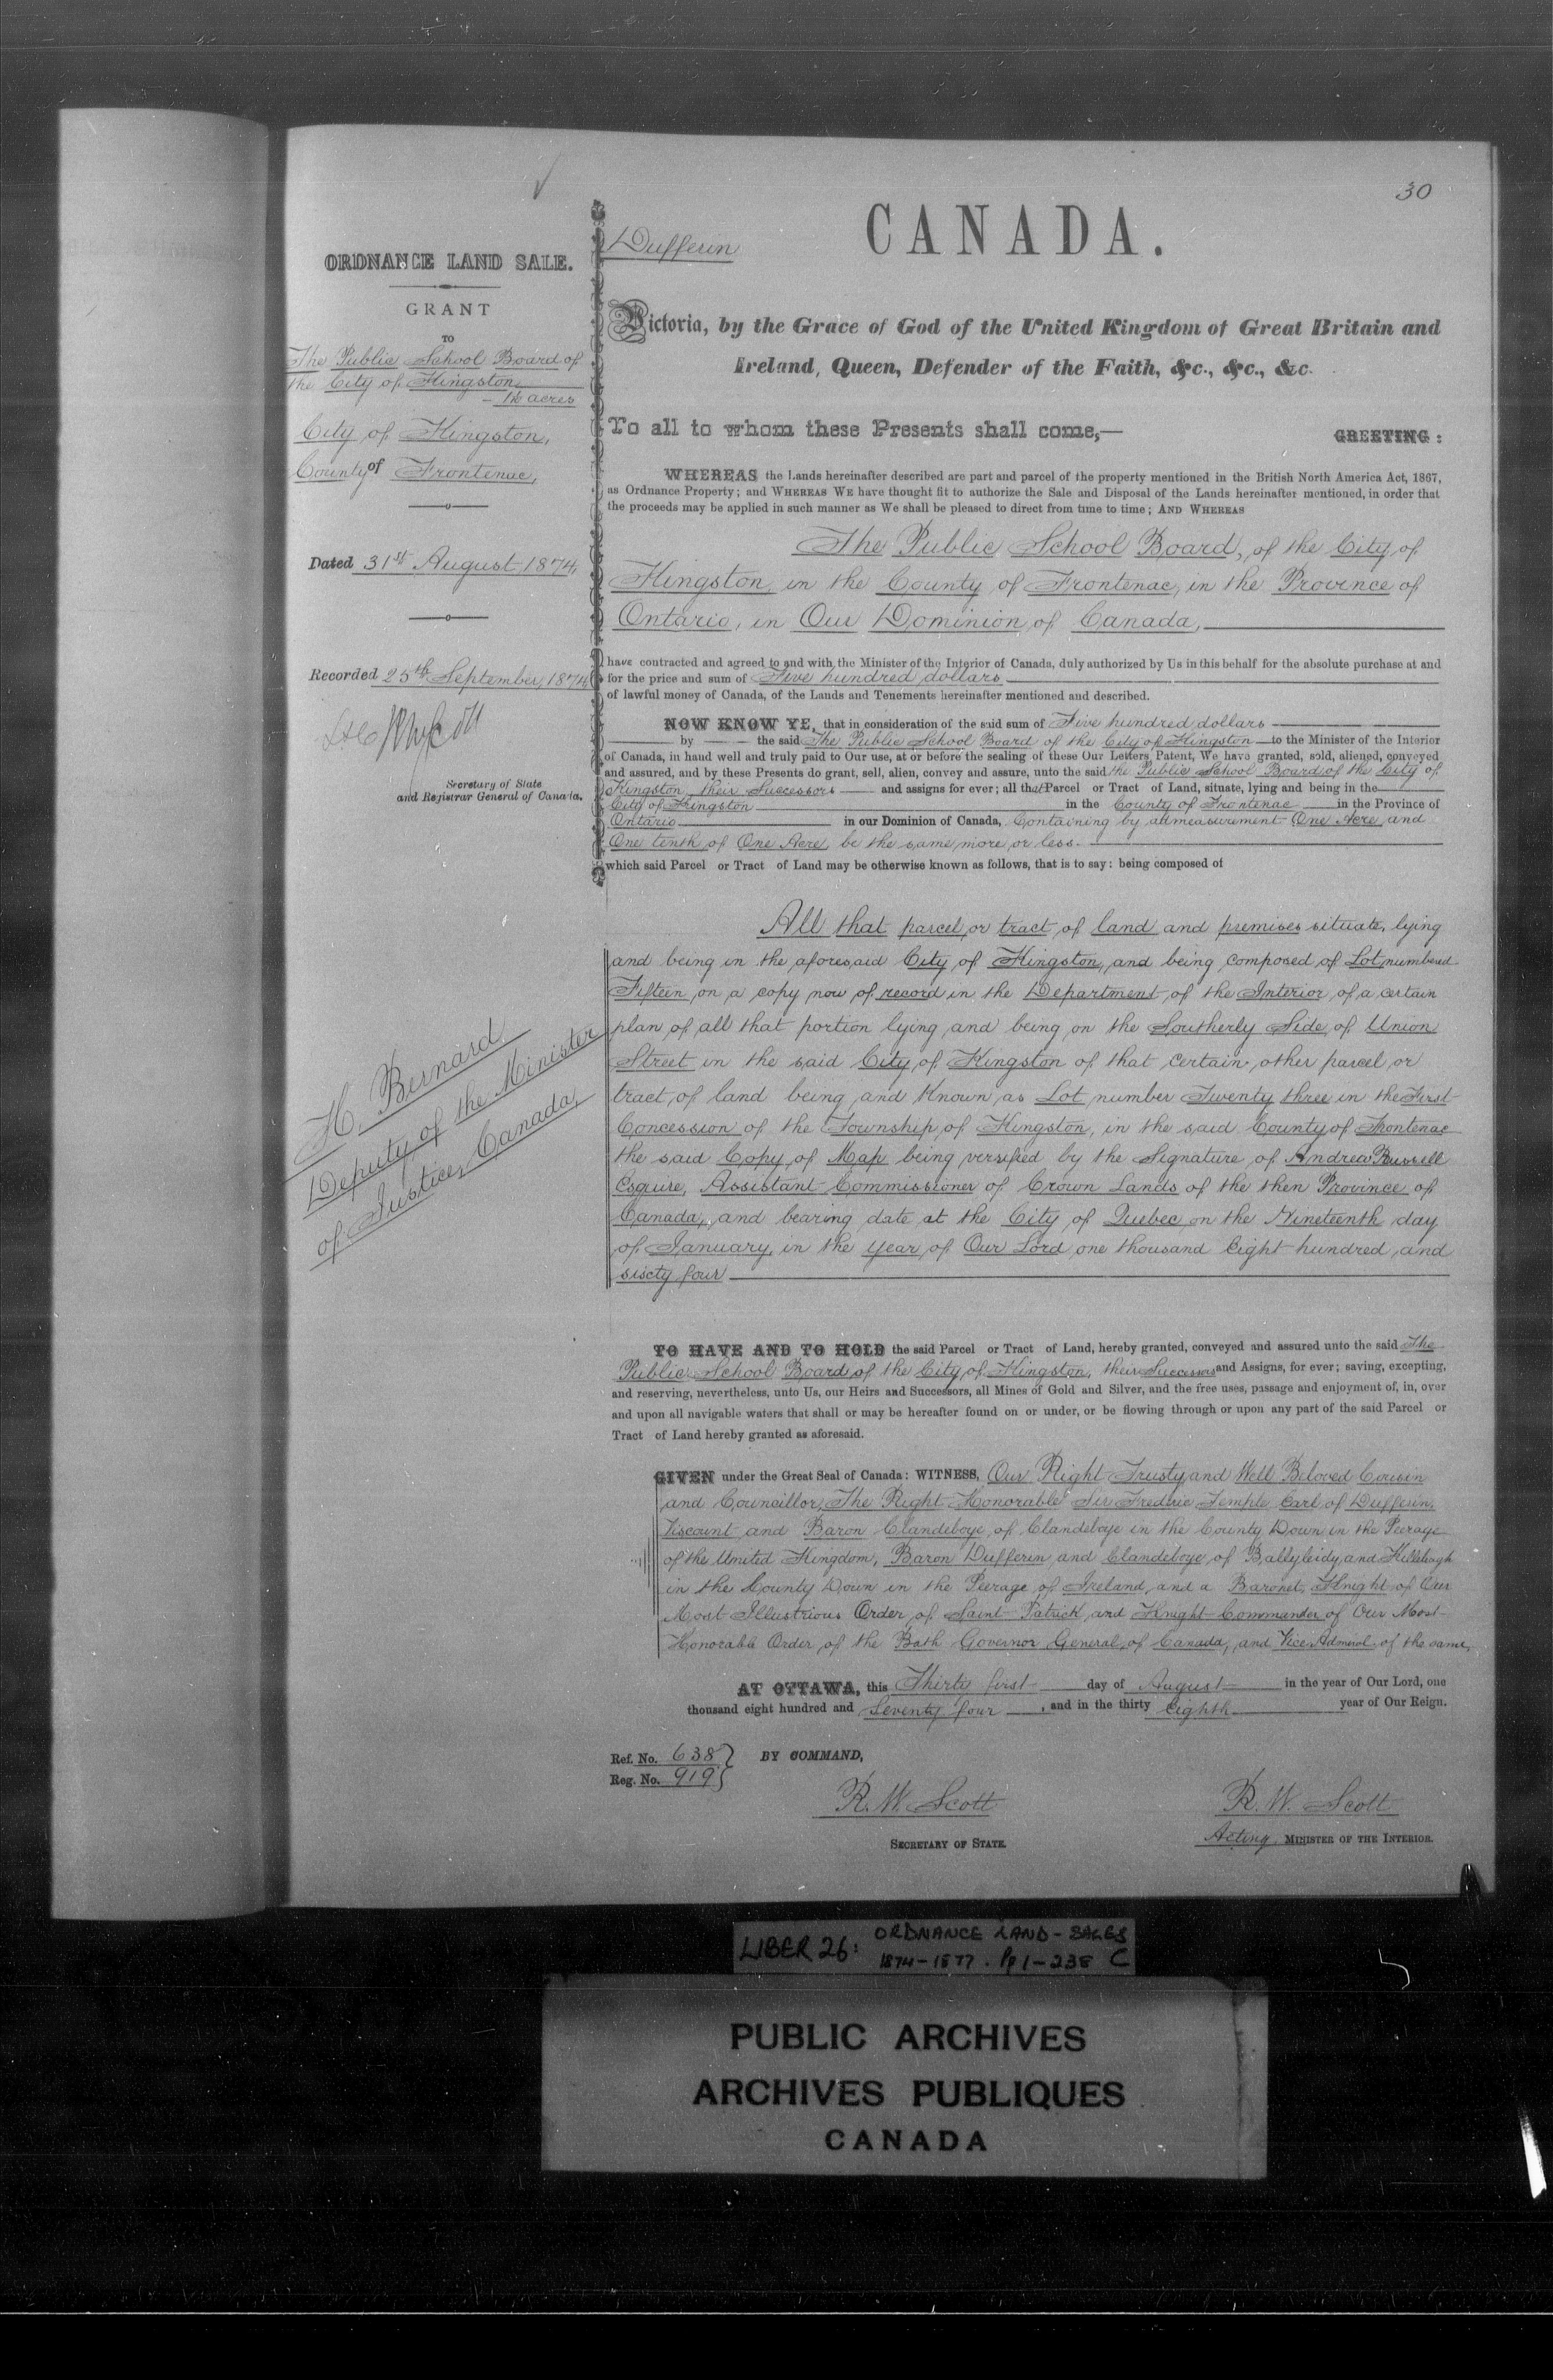 30
ORDNANCE LAND SALE.
GRANT
TO
The Public School Board of
the City of Kingston
City of Kingston,
County of Frontenac,
Dated 31st August 1874,
Recorded 25th September, 1874
Secretary of State
and Registrar General of Canada.
H. Bernard
Deputy of the Minister
of Justice, Canada,
Dufferin
CANADA.
Victoria, by the Grace of God of the United Kingdom of Great Britain and
Ireland, Queen, Defender of the Faith, &c., &c., &c.
To all to whom these Presents shall come,— GREETING:
WHEREAS the Lands hereinafter described are part and parcel of the property mentioned in the British North America Act, 1867,
as Ordnance Property; and WHEREAS WE have thought fit to authorize the Sale and Disposal of the Lands hereinafter mentioned, in order that
the proceeds may be applied in such manner as We shall be pleased to direct from time to time; AND WHEREAS
The Public School Board, of the City of
Kingston in the County of Frontenac, in the Province of
Ontario, in Our Dominion of Canada,
have contracted and agreed to and with the Minister of the Interior of Canada, duly authorized by Us in this behalf for the absolute purchase at and
for the price and sum of Five hundred dollars
of lawful money of Canada, of the Lands and Tenements hereinafter mentioned and described.
NOW KNOW YE, that in consideration of the said sum of Five hundred dollars
by the said The Public School Board of the City of Kingston to the Minister of the Interior
of Canada, in hand well and truly paid to Our use, at or before the sealing of these Our Letters Patent, We have granted, sold, aliened, conveyed
and assured, and by these Presents do grant, sell, alien, convey and assure, unto the said the Public School Board of the City of
Kingston their Successors and assigns for ever; all that Parcel or Tract of Land, situate, lying and being in the
City of Kingston in the County of Frontenac in the Province of
Ontario in our Dominion of Canada, Containing by admeasurement One Acre and
One tenth of One Acre be the same more or less.
which said Parcel or Tract of Land may be otherwise known as follows, that is to say: being composed of
All that parcel or tract of land and premises situate, lying
and being in the aforesaid City of Kingston, and being composed of Lot numbered
Fifteen on a copy now of record in the Department of the Interior of a certain
plan of all that portion lying and being on the Southerly Side of Union
Street in the said City of Kingston of that certain other parcel or
tract of land being and Known as Lot number Twenty three in the First
Concession of the Township of Kingston, in the said County of Frontenac
the said Copy of Map being versified by the Signature of Andrew Russell
Esquire, Assistant Commissioner of Crown Lands of the then Province of
Canada, and bearing date at the City of Quebec on the Nineteenth day
of January, in the year of Our Lord one thousand Eight hundred and
sixty four
TO HAVE AND TO HOLD the said Parcel or Tract of Land, hereby granted, conveyed and assured unto the said The
Public School Board of the City of Kingston, their Successors and Assigns, for ever; saving, excepting,
and reserving, nevertheless, unto Us, our Heirs and Successors, all Mines of Gold and Silver, and the free uses, passage and enjoyment of, in, over
and upon all navigable waters that shall or may be hereafter found on or under, or be flowing through or upon any part of the said Parcel or
Tract of Land hereby granted as aforesaid.
GIVEN under the Great Seal of Canada: WITNESS, Our Right Trusty and Well Beloved Cousin
and Councillor, The Right Honorable Sir Frederic Temple Earl of Dufferin,
Viscount and Baron Clandeboye of Clandeboye in the County Down in the Peerage
of the United Kingdom, Baron Dufferin and Clandeboye of Ballyleidy and Killeleagh
in the County Down in the Peerage of Ireland and a Baronet, Knight of Our
Most Illustrious Order of Saint Patrick and Knight Commander of Our Most
Honorable Order of the Bath Governor General of Canada, and Vice Admiral of the same,
AT OTTAWA, this Thirty first day of August in the year of Our Lord, one
thousand eight hundred and Seventy four, and in the thirty Eighth year of Our Reign.
Ref. No. 638
Reg. No. 919
BY COMMAND,
R. W. Scott
SECRETARY OF STATE.
R. W. Scott
Acting MINISTER OF THE INTERIOR.
LIBER 26: ORDNANCE LAND-SALES
1874-1877. Pp 1-238 C
PUBLIC ARCHIVES
ARCHIVES PUBLIQUES
CANADA